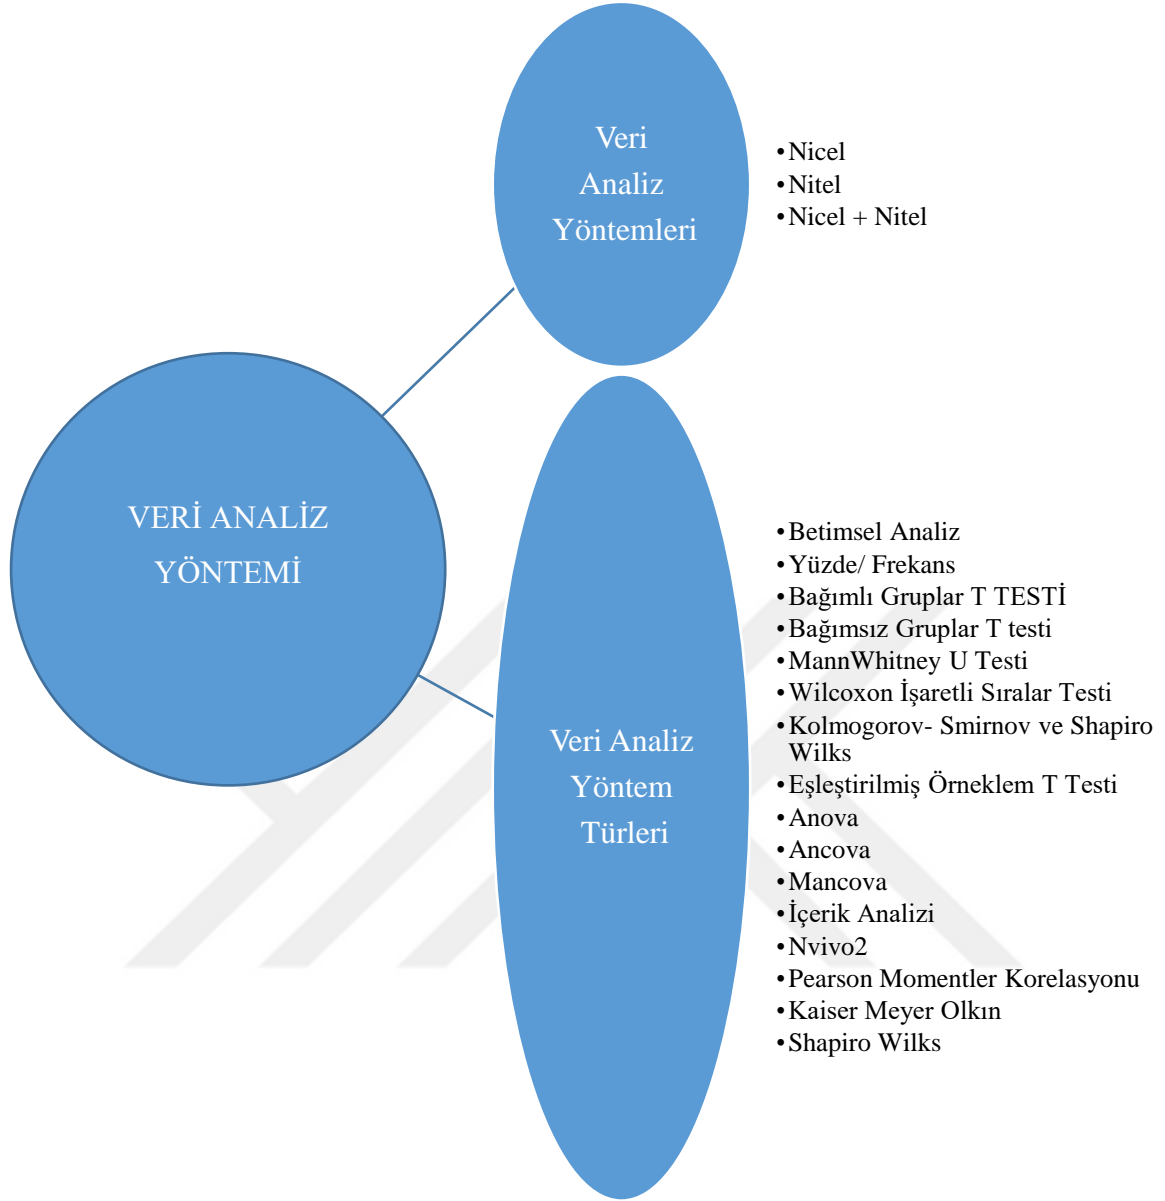 Veri
Analiz
Yöntemleri
•Nicel
•Nitel
•Nicel + Nitel
VERİ ANALİZ
YÖNTEMİ
Veri Analiz
Yöntem
Türleri
•Betimsel Analiz
•Yüzde/ Frekans
•Bağımlı Gruplar T TESTİ
•Bağımsız Gruplar T testi
•MannWhitney U Testi
•Wilcoxon İşaretli Sıralar Testi
•Kolmogorov- Smirnov ve Shapiro
Wilks
•Eşleştirilmiş Örneklem T Testi
•Anova
•Ancova
•Mancova
•İçerik Analizi
•Nvivo2
•Pearson Momentler Korelasyonu
•Kaiser Meyer Olkın
•Shapiro Wilks